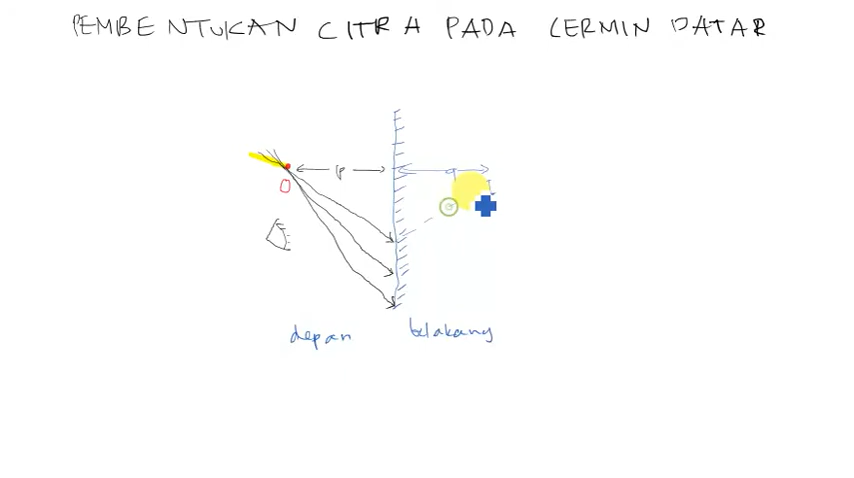 PEMBENTUKAN CITRA PADA CERMIN DATAR
p
q
O
depan
belakang